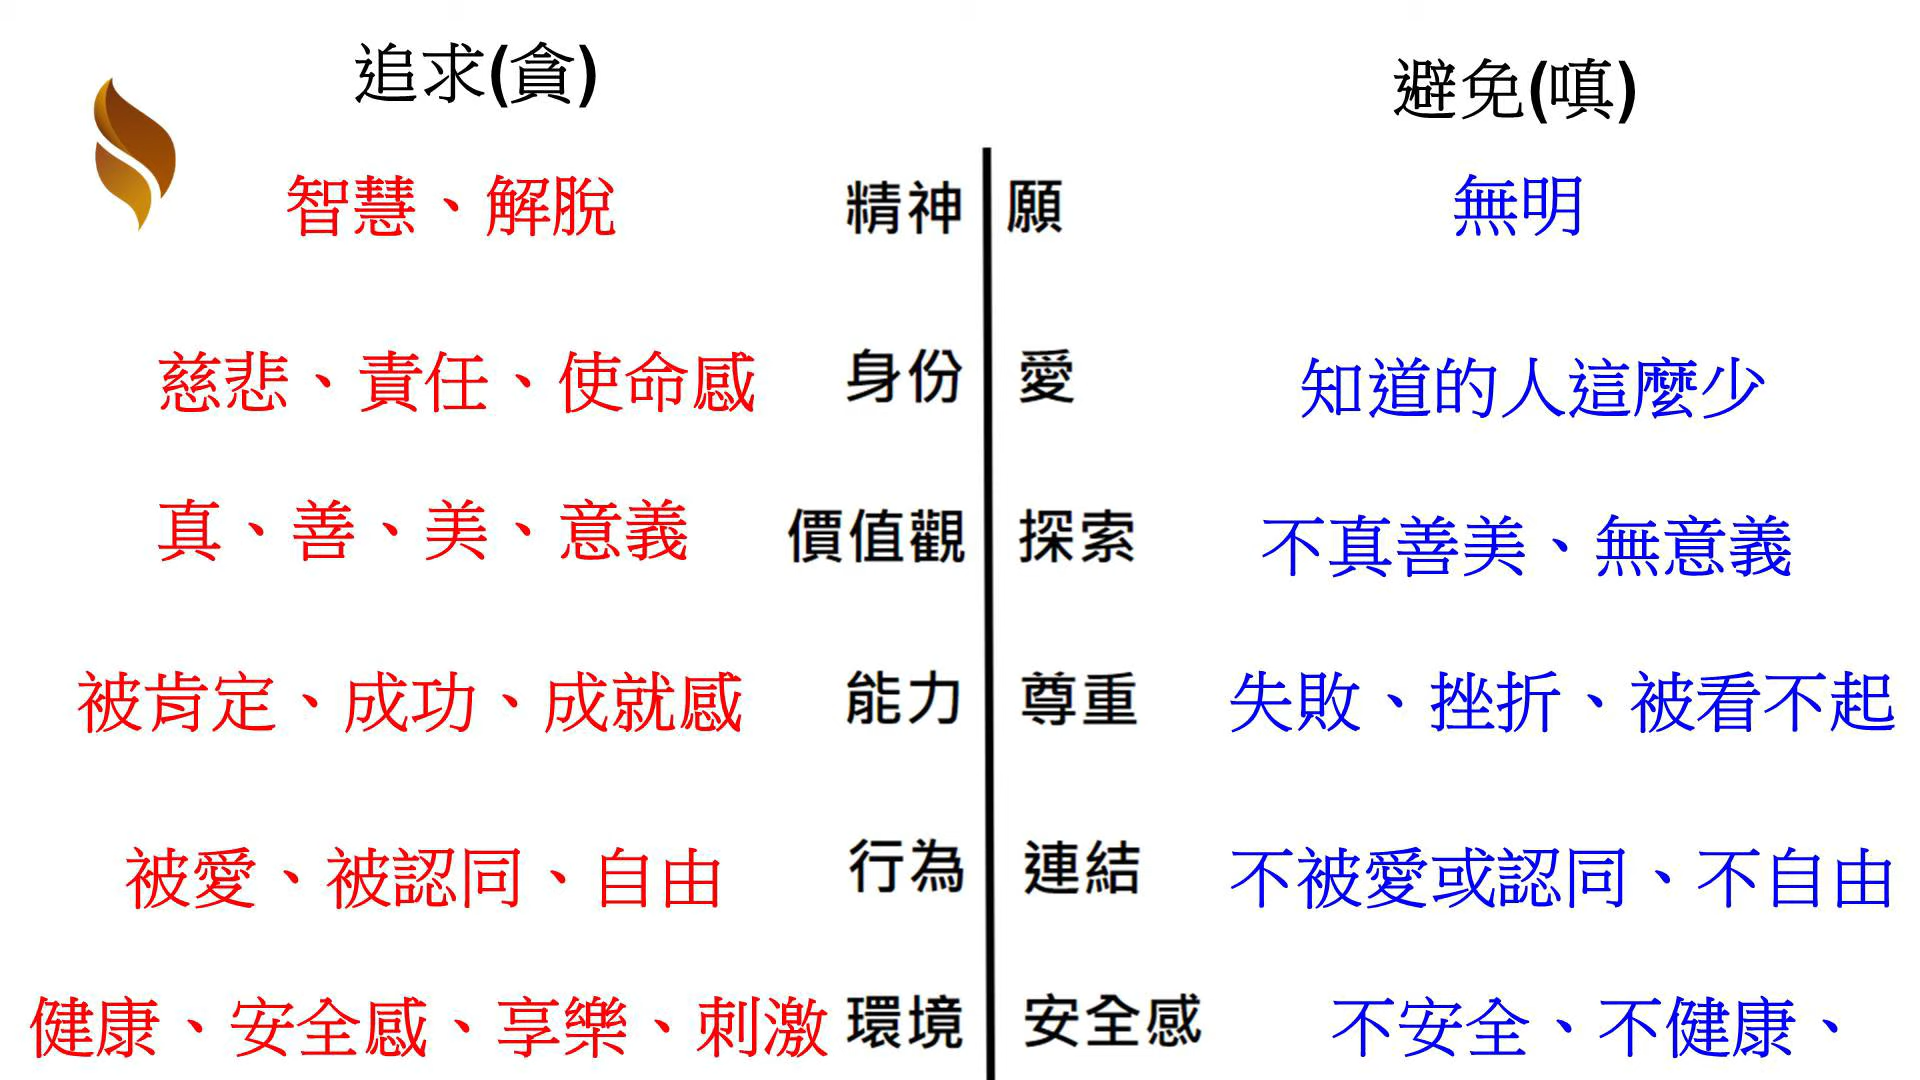 追求(貪)
避免(嗔)
智慧、解脫 精神 願 無明
慈悲、責任、使命感 身份 愛 知道的人這麼少
真、善、美、意義 價值觀 探索 不真善美、無意義
被肯定、成功、成就感 能力 尊重 失敗、挫折、被看不起
被愛、被認同、自由 行為 連結 不被愛或認同、不自由
健康、安全感、享樂、刺激 環境 安全感 不安全、不健康、